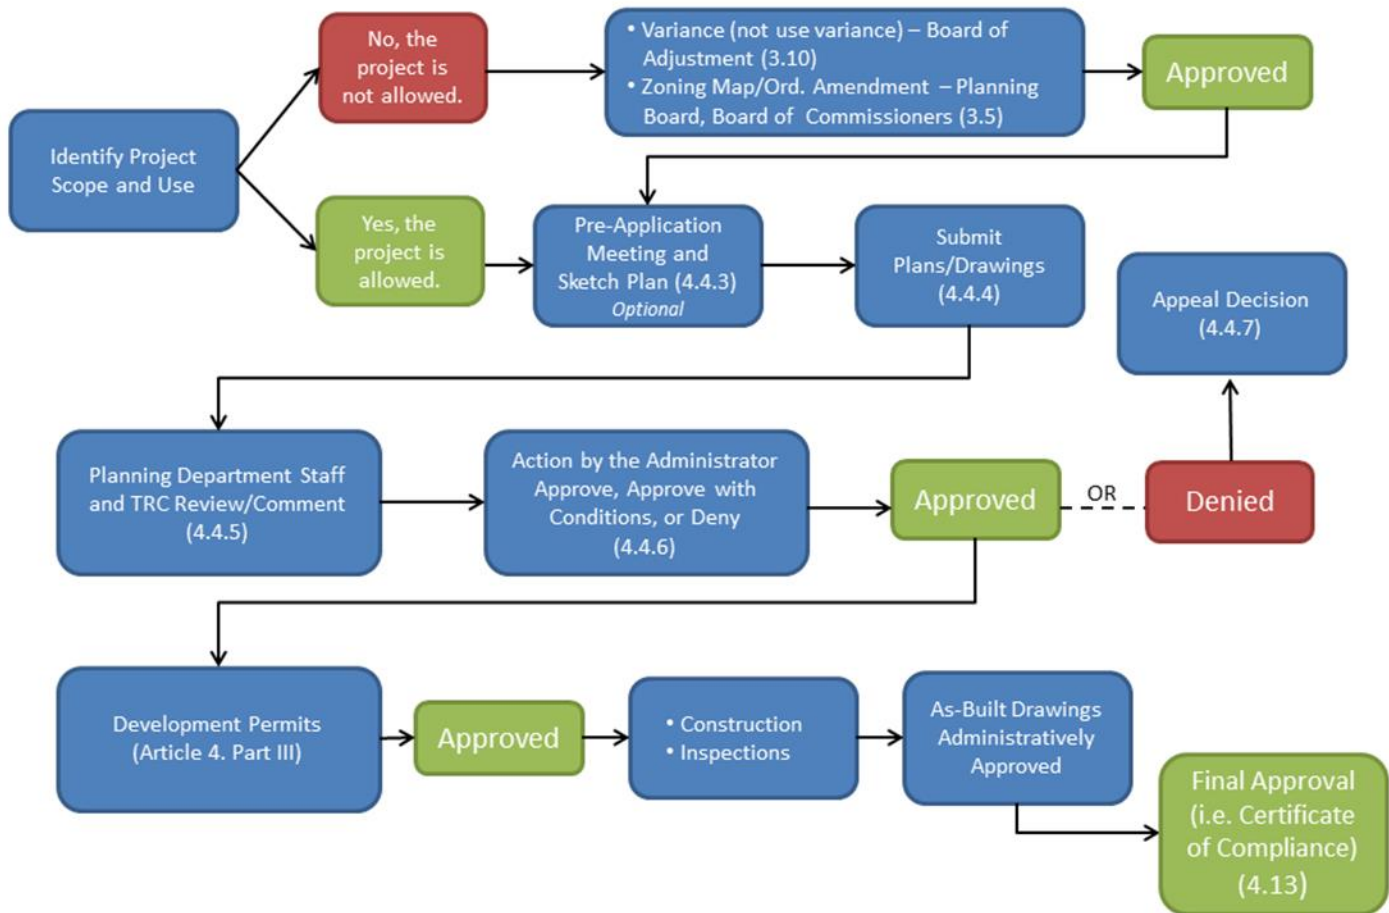 No, the
project is
not allowed.
• Variance (not use variance) – Board of
Adjustment (3.10)
• Zoning Map/Ord. Amendment – Planning
Board, Board of Commissioners (3.5)
Approved
Identify Project
Scope and Use
Yes, the
project is
allowed.
Pre-Application
Meeting and
Sketch Plan (4.4.3)
Optional
Submit
Plans/Drawings
(4.4.4)
Appeal Decision
(4.4.7)
Planning Department Staff
and TRC Review/Comment
(4.4.5)
Action by the Administrator
Approve, Approve with
Conditions, or Deny
(4.4.6)
Approved
OR
Denied
Development Permits
(Article 4. Part III)
Approved
• Construction
• Inspections
As-Built Drawings
Administratively
Approved
Final Approval
(i.e. Certificate
of Compliance)
(4.13)